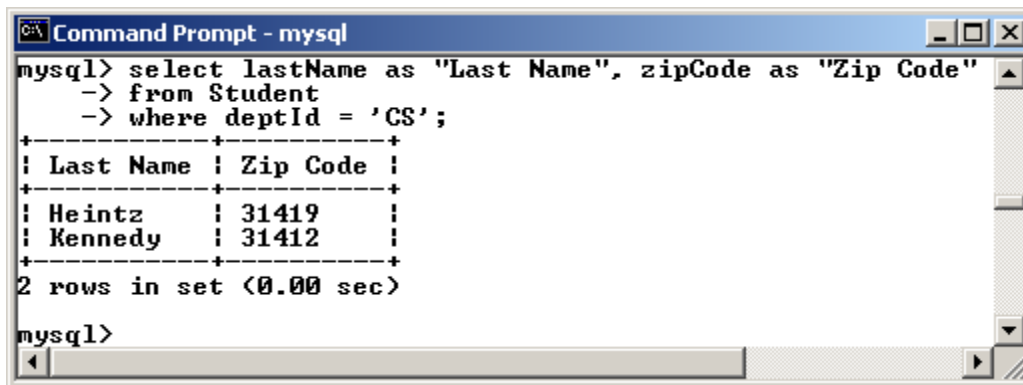 Command Prompt - mysql
mysql> select lastName as "Last Name", zipCode as "Zip Code"
    -> from Student
    -> where deptId = 'CS';
+-----------+----------+
| Last Name | Zip Code |
+-----------+----------+
| Heintz    | 31419    |
| Kennedy   | 31412    |
+-----------+----------+
2 rows in set (0.00 sec)
mysql>